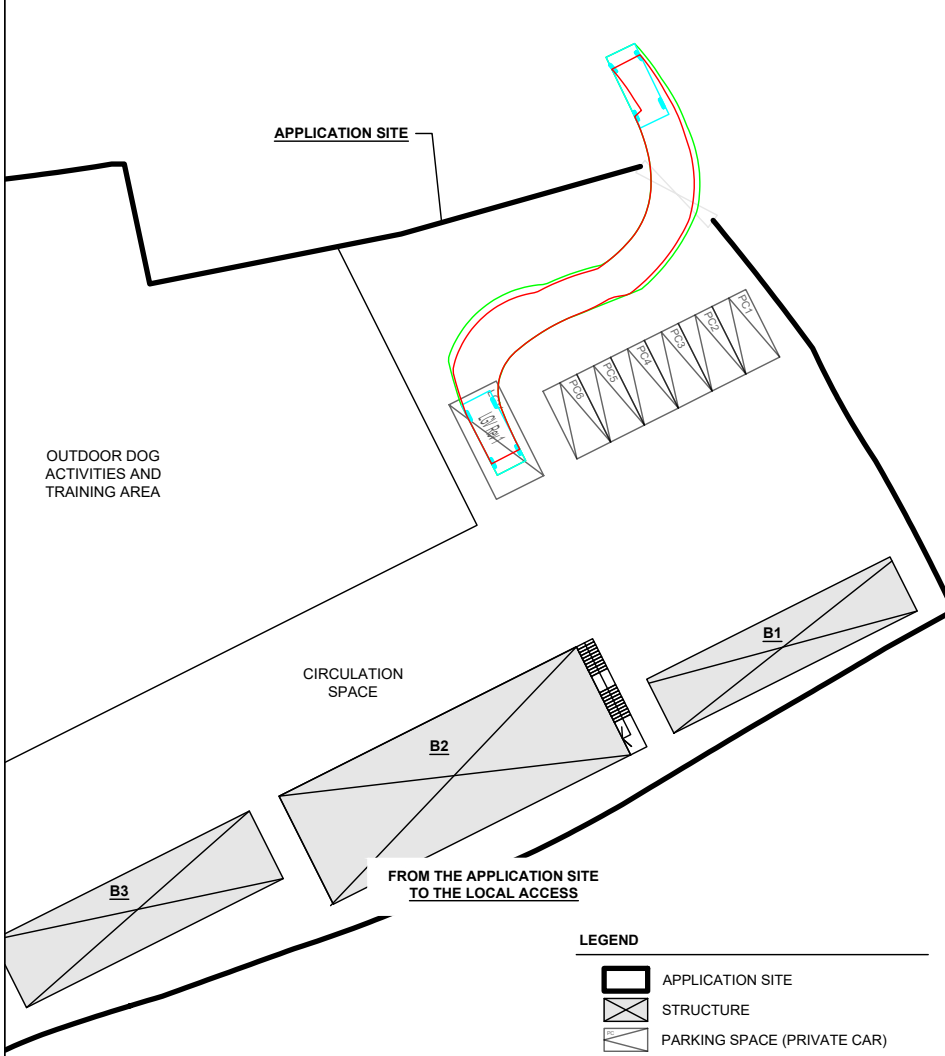 APPLICATION SITE
PC1
PC2
PC3
PC4
PC5
PC6
OUTDOOR DOG
ACTIVITIES AND
TRAINING AREA
B1
CIRCULATION
SPACE
B2
B3
FROM THE APPLICATION SITE
TO THE LOCAL ACCESS
LEGEND
APPLICATION SITE
STRUCTURE
PC
PARKING SPACE (PRIVATE CAR)